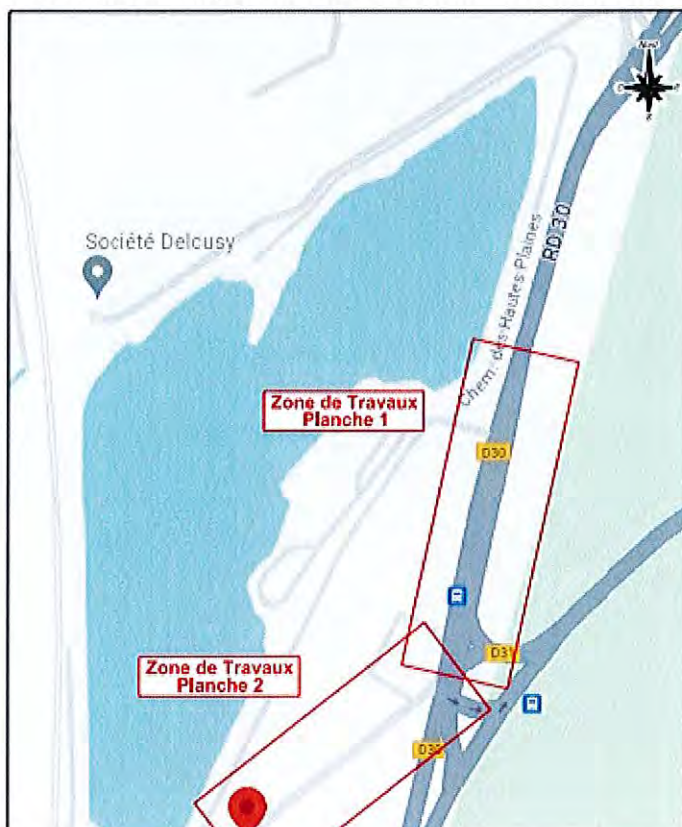 Nord
Société Delcusy
RD 30
Chem. des Hautes Plaines
Zone de Travaux
Planche 1
D30
D31
Zone de Travaux
Planche 2